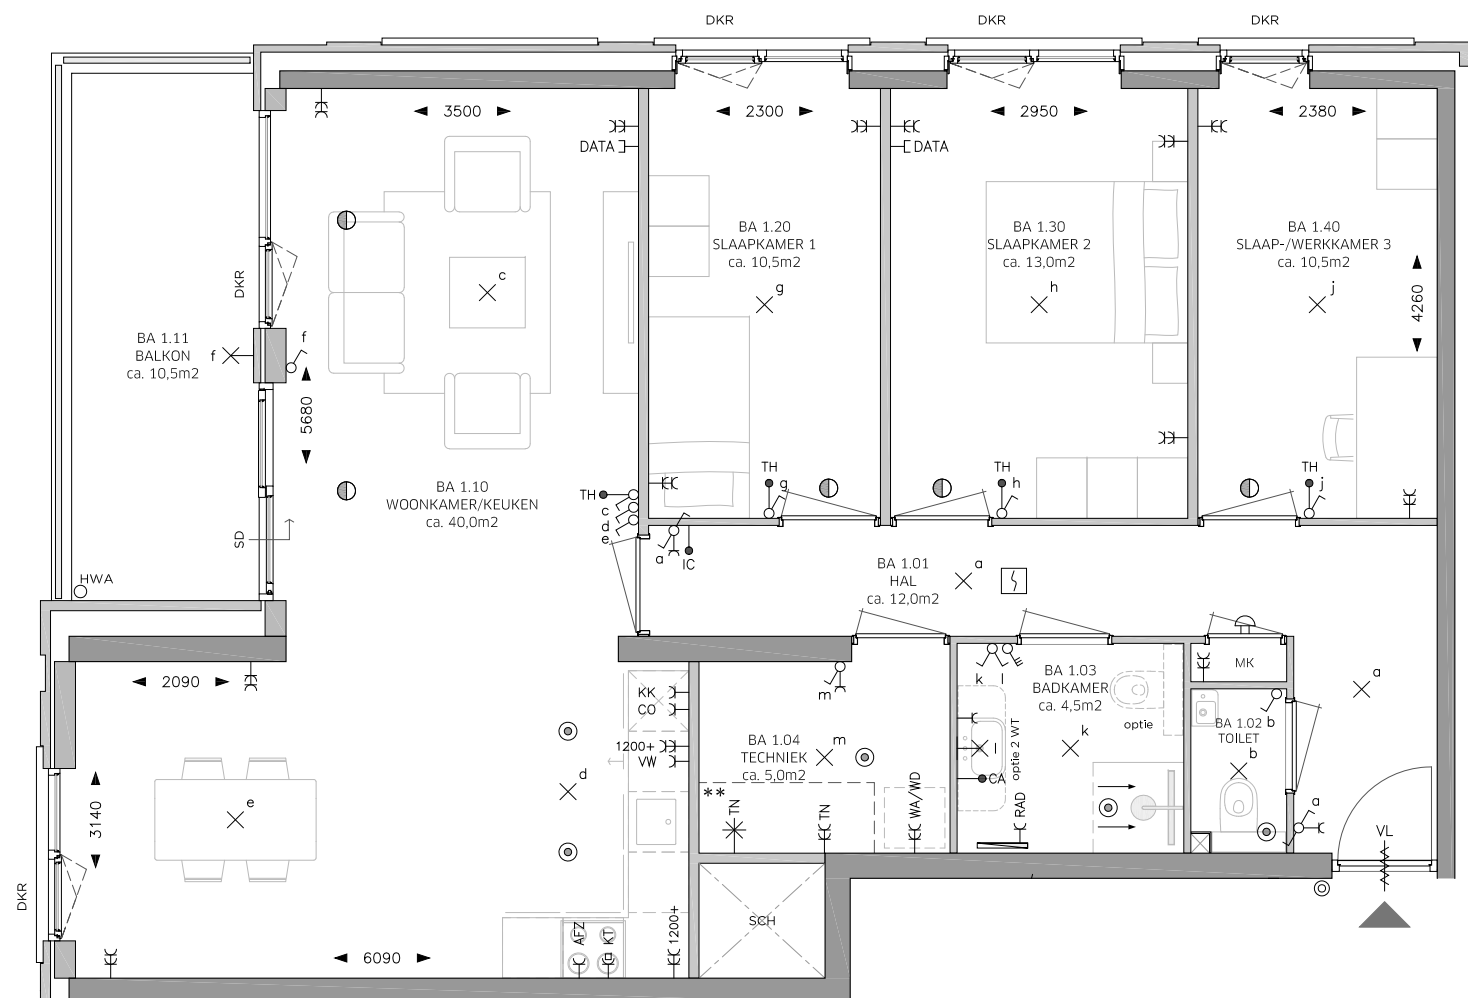 DKR
DKR
DKR
3500
2300
2950
2380
DATA
DATA
BA 1.20
SLAAPKAMER 1
ca. 10,5m2
g
BA 1.30
SLAAPKAMER 2
ca. 13,0m2
h
BA 1.40
SLAAP-/WERKKAMER 3
ca. 10,5m2
j
4260
c
DKR
BA 1.11
BALKON
ca. 10,5m2
f
f
5680
BA 1.10
WOONKAMER/KEUKEN
ca. 40,0m2
TH
c
d
e
TH
g
TH
h
TH
j
SD
HWA
a
IC
BA 1.01
HAL
ca. 12,0m2
a
2090
KK
CO
1200+
VW
d
m
BA 1.04
TECHNIEK
ca. 5,0m2
m
**
TN
TN
WA/WD
k
l
BA 1.03
BADKAMER
ca. 4,5m2
optie
k
l
optie 2 WT
CA
RAD
MK
b
BA 1.02
TOILET
b
a
a
VL
3140
e
DKR
6090
AFZ
KT
1200+
SCH